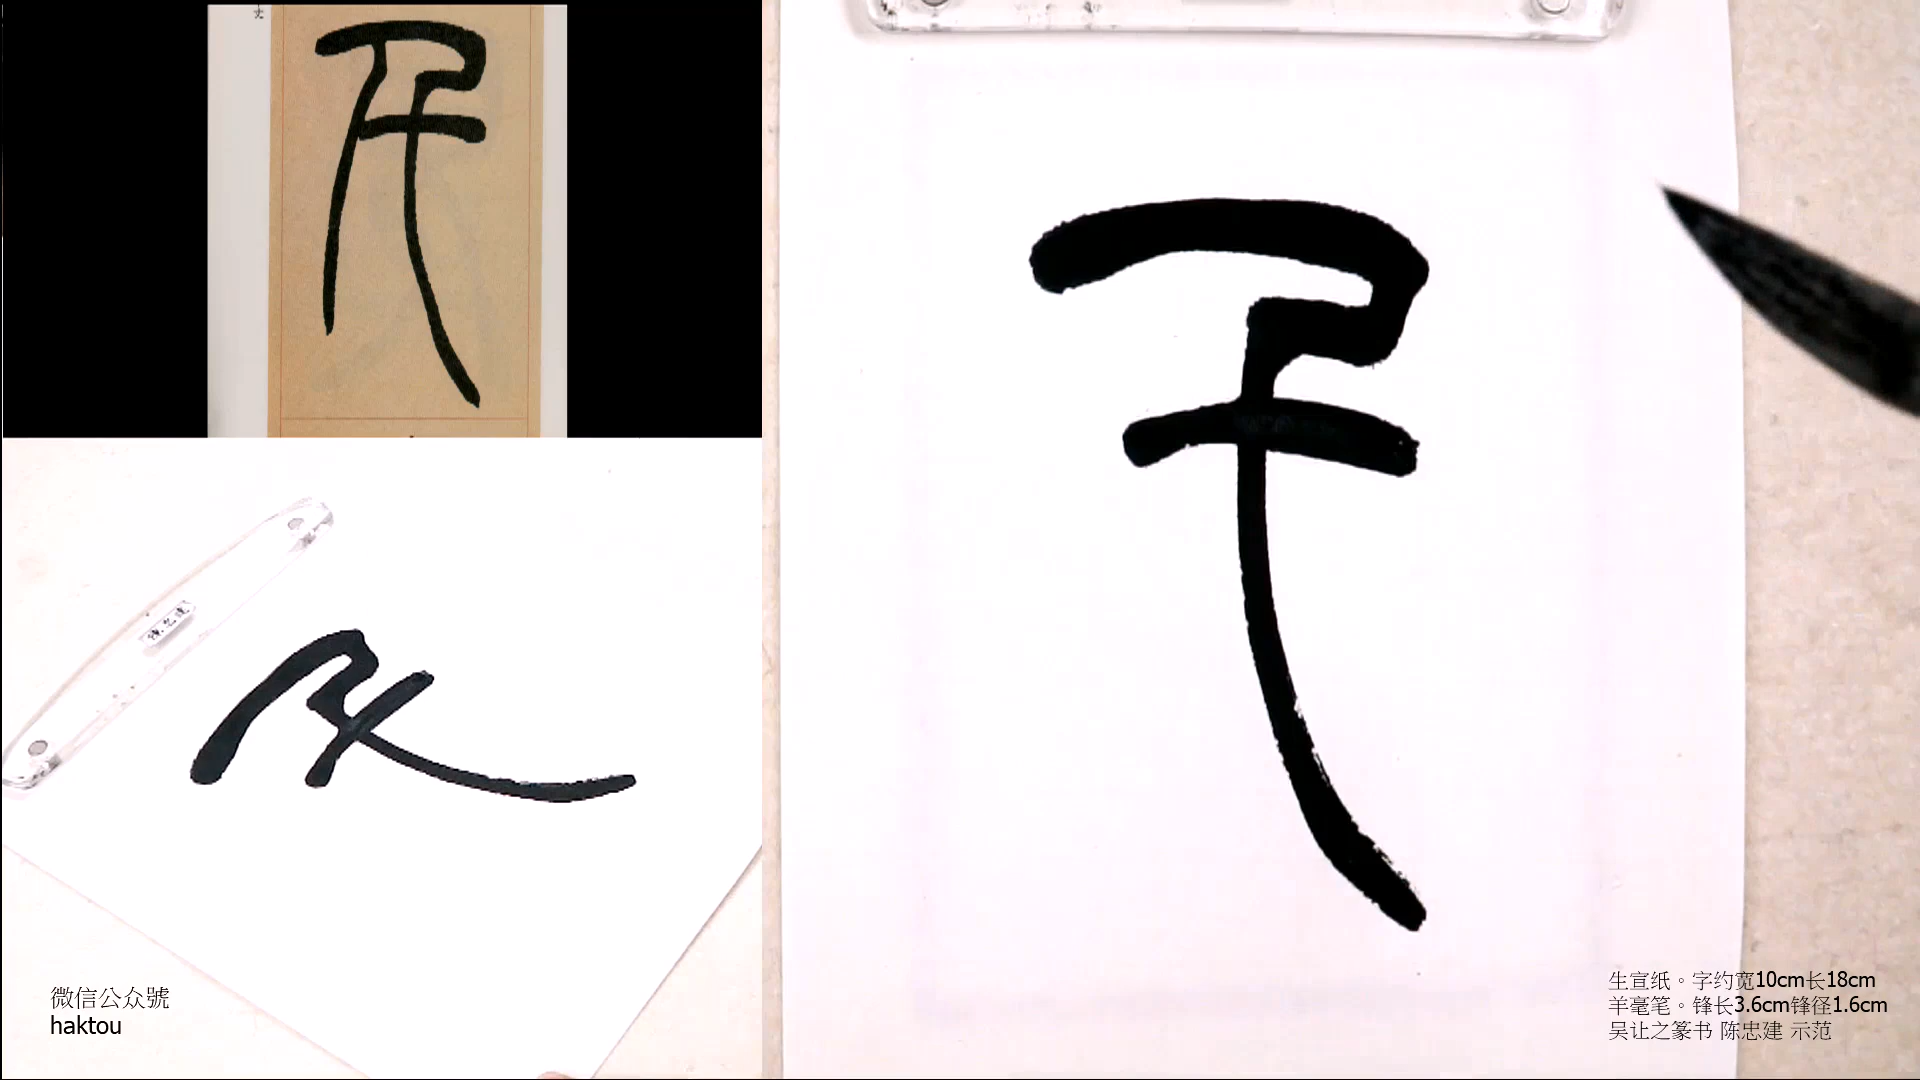 微信公众號
haktou
生宣纸。字约宽10cm长18cm
羊毫笔。锋长3.6cm锋径1.6cm
吴让之篆书 陈忠建 示范